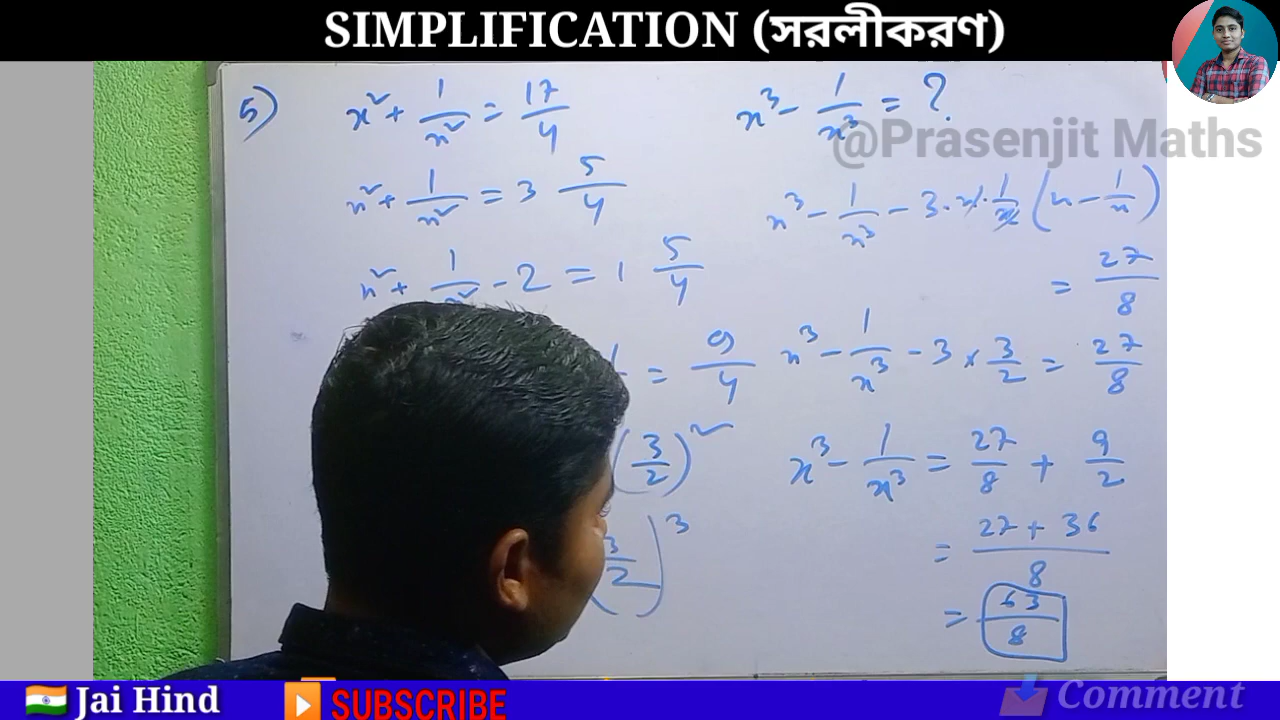 SIMPLIFICATION (সরলীকরণ)
5) x² + 1/x² = 17/4
x² + 1/x² = 3 5/4
x² + 1/x² - 2 = 1 5/4
= 9/4
(3/2)²
3/2)³
x³ - 1/x³ = ?
@Prasenjit Maths
x³ - 1/x³ - 3·x·1/x (x - 1/x)
= 27/8
x³ - 1/x³ - 3 × 3/2 = 27/8
x³ - 1/x³ = 27/8 + 9/2
= 27 + 36 / 8
= 63/8
Jai Hind
SUBSCRIBE
Comment